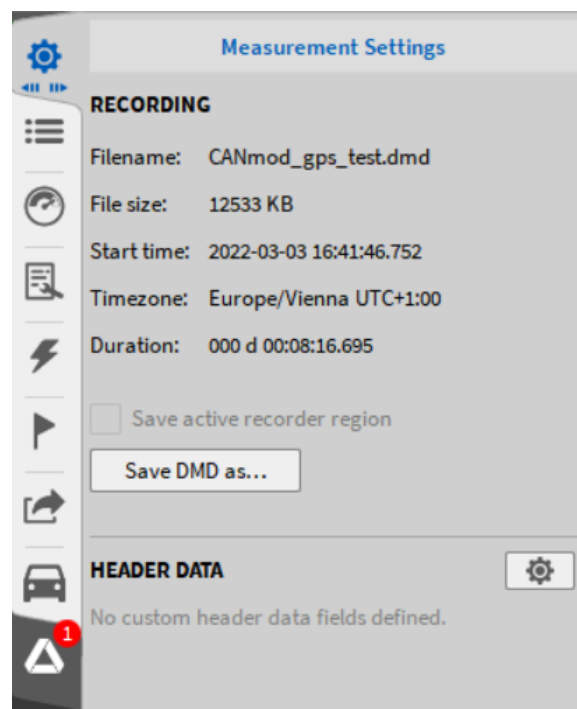 Measurement Settings
RECORDING
Filename: CANmod_gps_test.dmd
File size: 12533 KB
Start time: 2022-03-03 16:41:46.752
Timezone: Europe/Vienna UTC+1:00
Duration: 000 d 00:08:16.695
Save active recorder region
Save DMD as...
HEADER DATA
No custom header data fields defined.
1